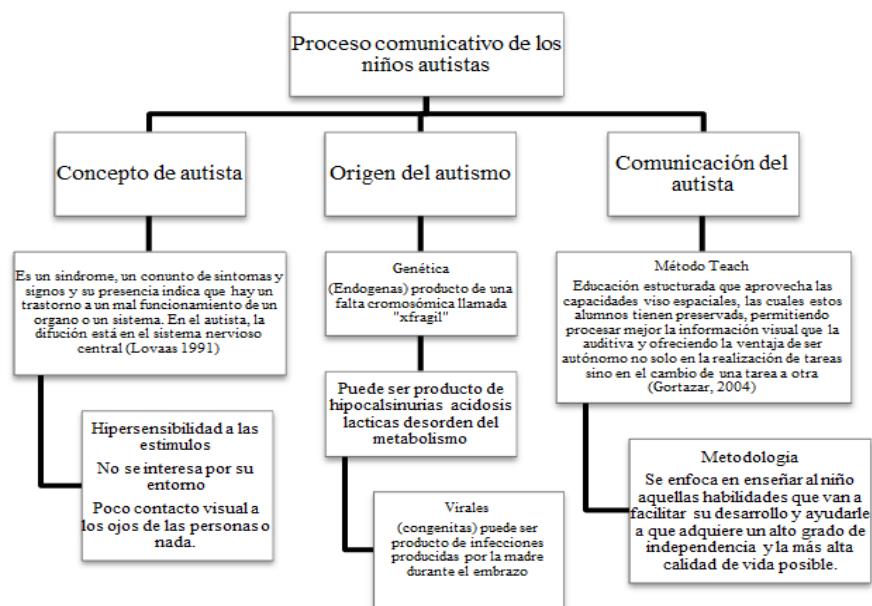 Proceso comunicativo de los
niños autistas
Concepto de autista
Es un sindrome, un conunto de sintomas y
signos y su presencia indica que hay un
trastorno a un mal funcionamiento de un
organo o un sistema. En el autista, la
difución está en el sistema nervioso
central (Lovaas 1991)
Hipersensibilidad a las
estimulos
No se interesa por su
entorno
Poco contacto visual a
los ojos de las personas o
nada.
Origen del autismo
Genética
(Endogenas) producto de una
falta cromosómica llamada
"xfragil"
Puede ser producto de
hipocalsinurias acidosis
lacticas desorden del
metabolismo
Virales
(congenitas) puede ser
producto de infecciones
producidas por la madre
durante el embrazo
Comunicación del
autista
Método Teach
Educación estucturada que aprovecha las
capacidades viso espaciales, las cuales estos
alumnos tienen preservads, permitiendo
procesar mejor la información visual que la
auditiva y ofreciendo la ventaja de ser
autónomo no solo en la realización de tareas
sino en el cambio de una tarea a otra
(Gortazar, 2004)
Metodologia
Se enfoca en enseñar al niño
aquellas habilidades que van a
facilitar su desarrollo y ayudarle
a que adquiere un alto grado de
independencia y la más alta
calidad de vida posible.